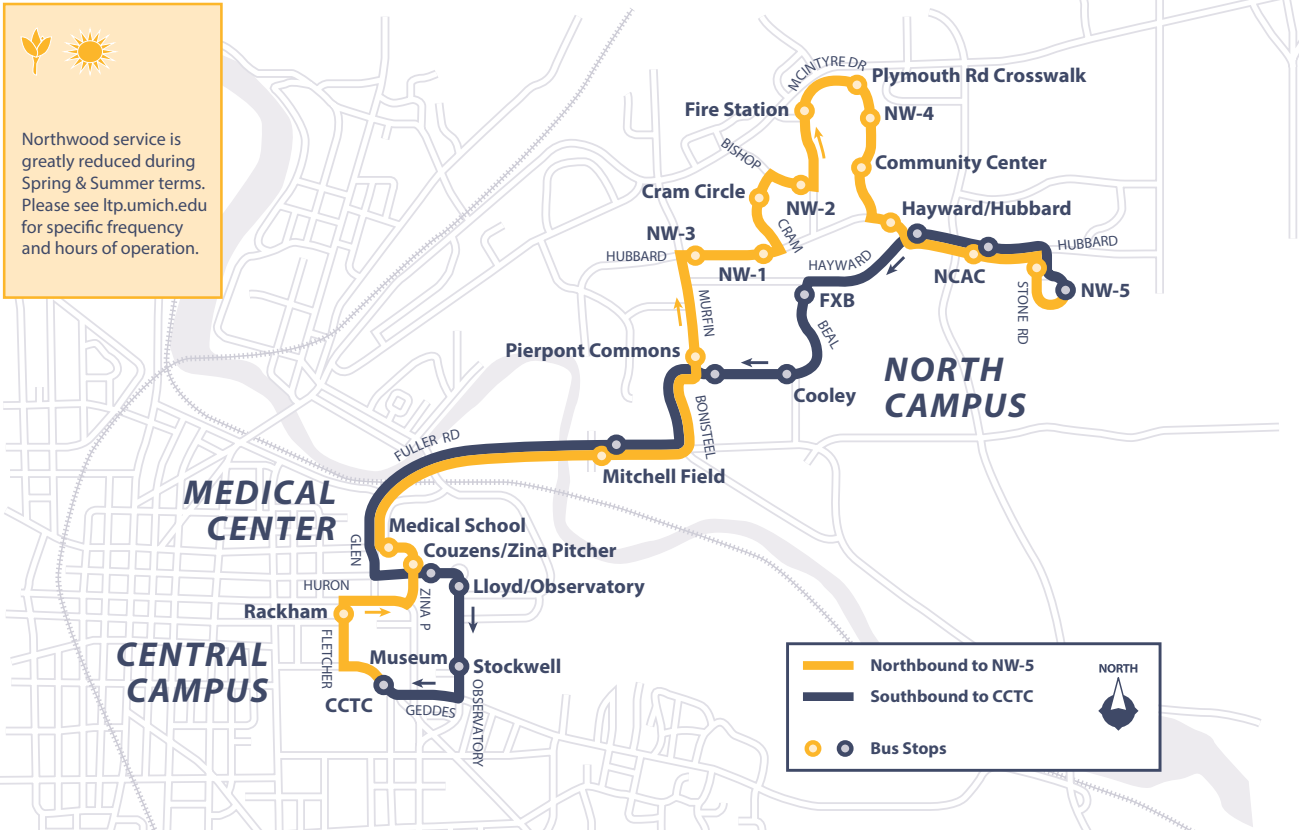 Northwood service is
greatly reduced during
Spring & Summer terms.
Please see ltp.umich.edu
for specific frequency
and hours of operation.
MCINTYRE DR
Plymouth Rd Crosswalk
Fire Station
NW-4
BISHOP
Community Center
Cram Circle
NW-2
Hayward/Hubbard
NW-3
CRAM
HUBBARD
HUBBARD
NW-1
HAYWARD
NCAC
NW-5
FXB
STONE RD
MURFIN
BEAL
Pierpont Commons
NORTH
CAMPUS
Cooley
BONISTEEL
FULLER RD
Mitchell Field
MEDICAL
CENTER
Medical School
GLEN
Couzens/Zina Pitcher
HURON
Lloyd/Observatory
ZINA P
Rackham
FLETCHER
CENTRAL
CAMPUS
Museum
Stockwell
CCTC
GEDDES
OBSERVATORY
Northbound to NW-5
Southbound to CCTC
Bus Stops
NORTH